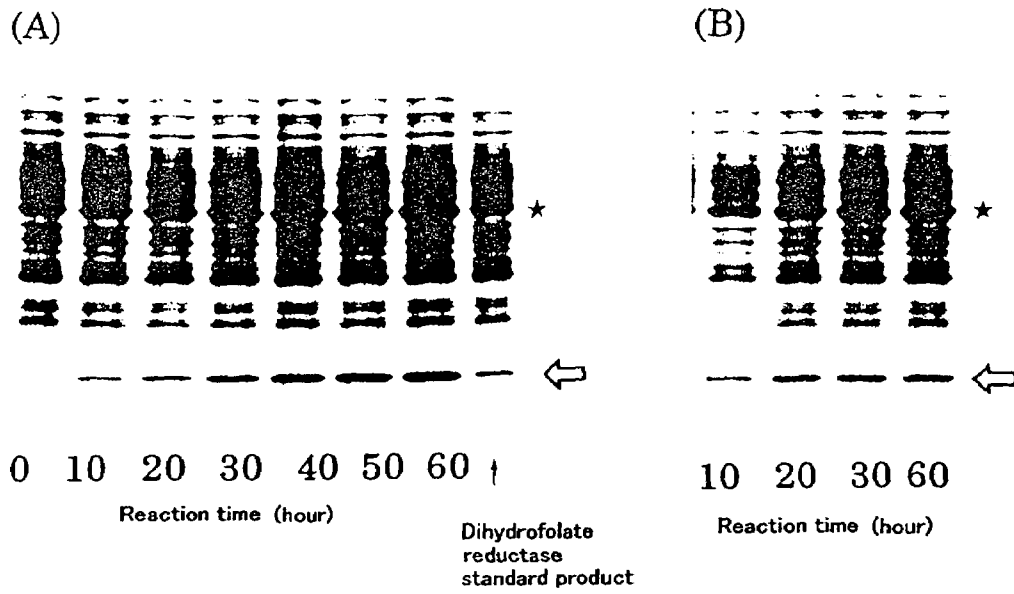 (A)
(B)
0 10 20 30 40 50 60
Reaction time (hour)
Dihydrofolate
reductase
standard product
10 20 30 60
Reaction time (hour)